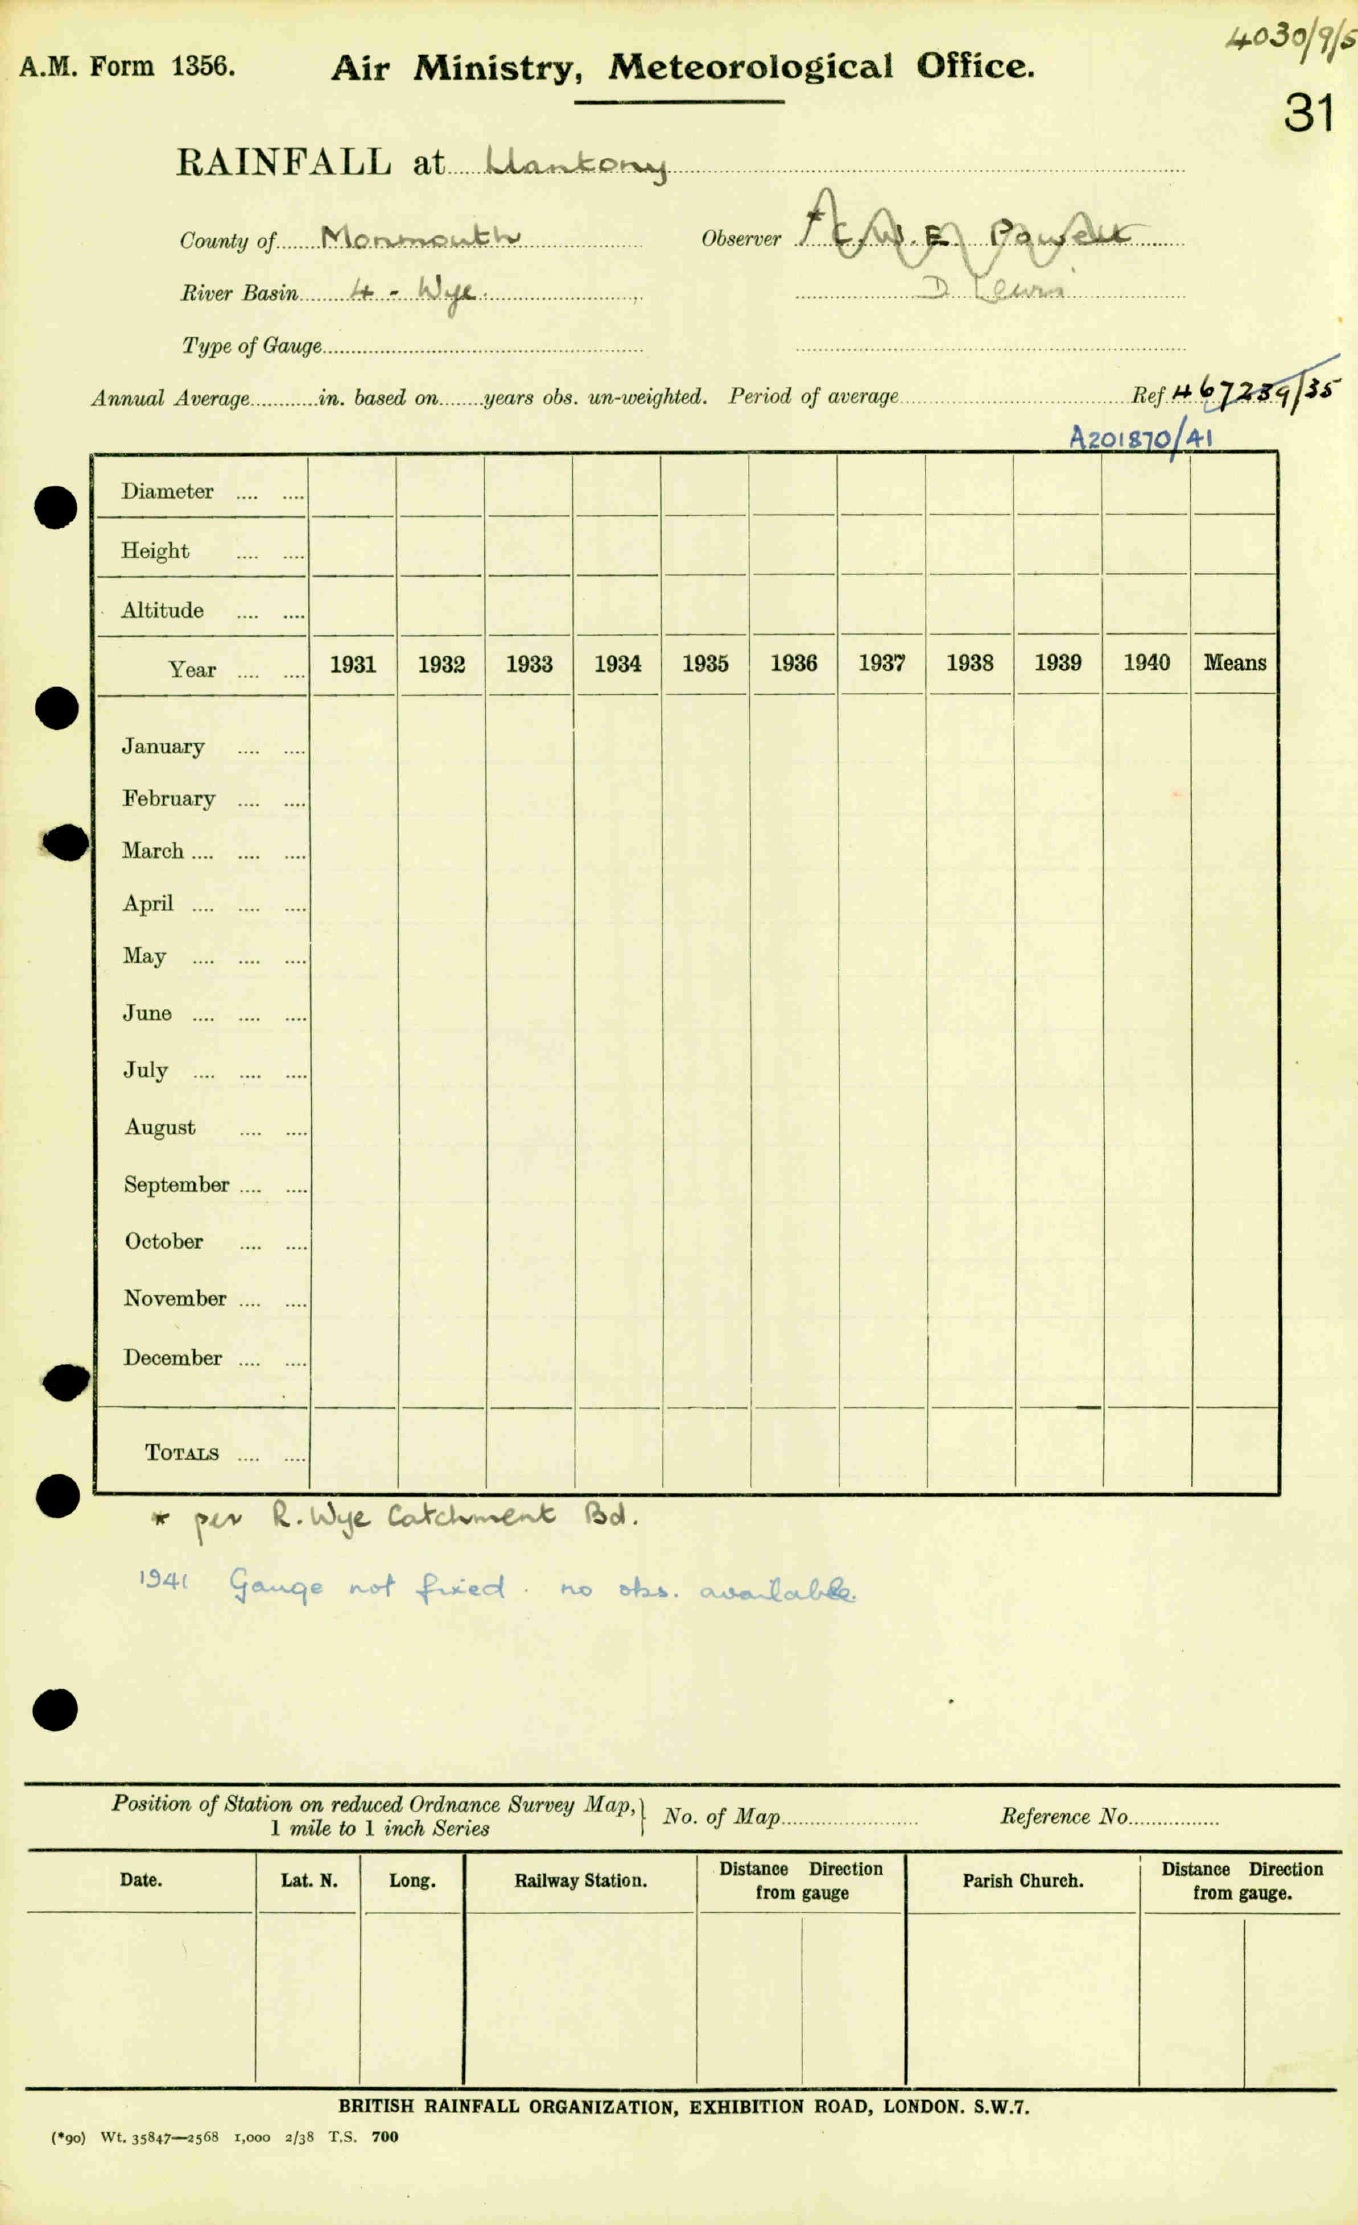 4030/9/5
A.M. Form 1356. Air Ministry, Meteorological Office.
31
RAINFALL at Llantony
County of Monmouth Observer * C.W.E. Powell
River Basin 4 - Wye. D. Lewis
Type of Gauge
Annual Average in. based on years obs. un-weighted. Period of average Ref 467239/35
A201870/41
Diameter .... ....
Height .... ....
Altitude .... ....
Year .... .... 1931 1932 1933 1934 1935 1936 1937 1938 1939 1940 Means
January .... ....
February .... ....
March .... .... ....
April .... .... ....
May .... .... ....
June .... .... ....
July .... .... ....
August .... ....
September .... ....
October .... ....
November .... ....
December .... ....
TOTALS .... ....
* per R. Wye Catchment Bd.
1941 Gauge not fixed. no obs. available.
Position of Station on reduced Ordnance Survey Map, } No. of Map Reference No.
1 mile to 1 inch Series
Date. Lat. N. Long. Railway Station. Distance Direction from gauge Parish Church. Distance Direction from gauge.
BRITISH RAINFALL ORGANIZATION, EXHIBITION ROAD, LONDON. S.W.7.
(*90) Wt. 35847—2568 1,000 2/38 T.S. 700